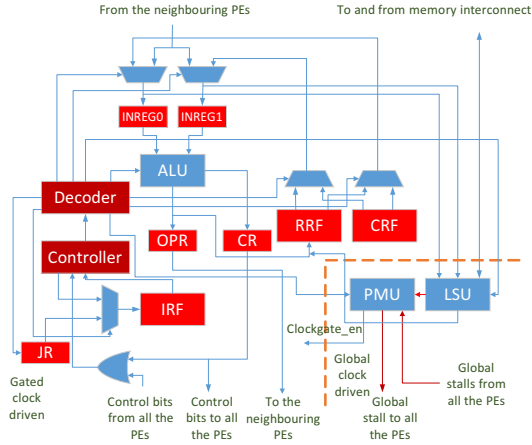 From the neighbouring PEs
To and from memory interconnect
INREG0
INREG1
ALU
Decoder
RRF
CRF
OPR
CR
Controller
IRF
PMU
LSU
JR
Clockgate_en
Gated
clock
driven
Global
clock
driven
Control bits
from all the
PEs
Control
bits to all
the PEs
To the
neighbouring
PEs
Global
stall to all
the PEs
Global
stalls from
all the PEs